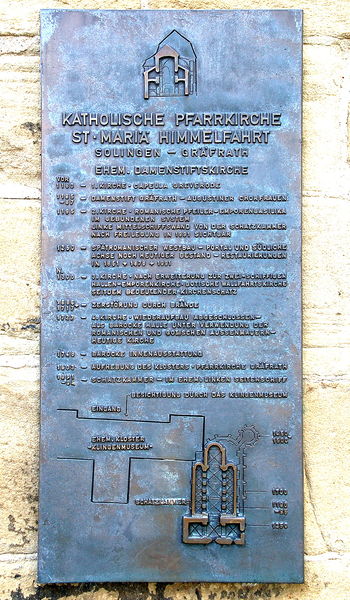 KATHOLISCHE PFARRKIRCHE
ST·MARIÄ HIMMELFAHRT
SOLINGEN – GRÄFRATH
EHEM. DAMENSTIFTSKIRCHE
VOR
– 1. KIRCHE · CAPELLA GREVERODE
– DAMENSTIFT GRÄFRATH – AUGUSTINER CHORFRAUEN
– 2. KIRCHE · ROMANISCHE PFEILER-EMPORENBASILIKA
IM GEBUNDENEN SYSTEM
LINKE MITTELSCHIFFSWAND VON DER SCHATZKAMMER
NACH FREILEGUNG IN 1990 SICHTBAR
– SPÄTROMANISCHER WESTBAU – PORTAL UND SÜDLICHE
ACHSE NOCH HEUTIGER BESTAND – RESTAURIERUNGEN
– 3. KIRCHE · NACH ERWEITERUNG ZUR ZWEI-SCHIFFIGEN
HALLEN-EMPORENKIRCHE · GOTISCHE WALLFAHRTSKIRCHE
SEITDEM BEDEUTENDER KIRCHENSCHATZ
– ZERSTÖRUNG DURCH BRÄNDE
– 4. KIRCHE · WIEDERAUFBAU ABGESCHLOSSEN –
ALS BAROCKE HALLE UNTER VERWENDUNG DER
ROMANISCHEN UND GOTISCHEN AUSSENMAUERN –
HEUTIGE KIRCHE
– BAROCKE INNENAUSSTATTUNG
– AUFHEBUNG DES KLOSTERS · PFARRKIRCHE GRÄFRATH
– SCHATZKAMMER – IM EHEM. LINKEN SEITENSCHIFF
BESICHTIGUNG DURCH DAS KLINGENMUSEUM
EINGANG
EHEM. KLOSTER
–KLINGENMUSEUM–
SCHATZKAMMER